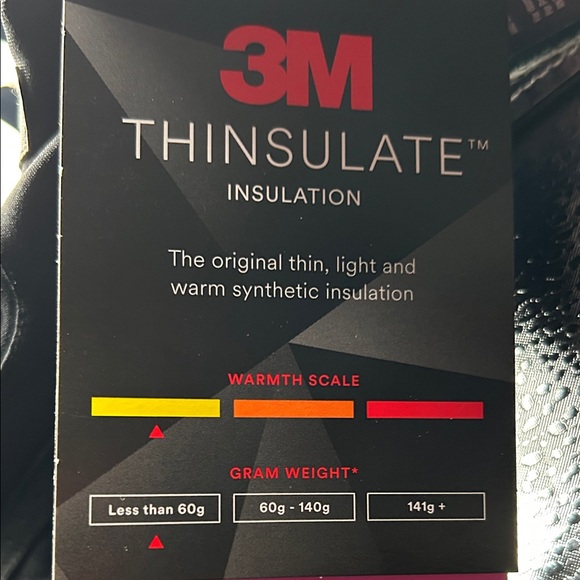 3M
THINSULATE™
INSULATION
The original thin, light and
warm synthetic insulation
WARMTH SCALE
GRAM WEIGHT*
Less than 60g
60g - 140g
141g +